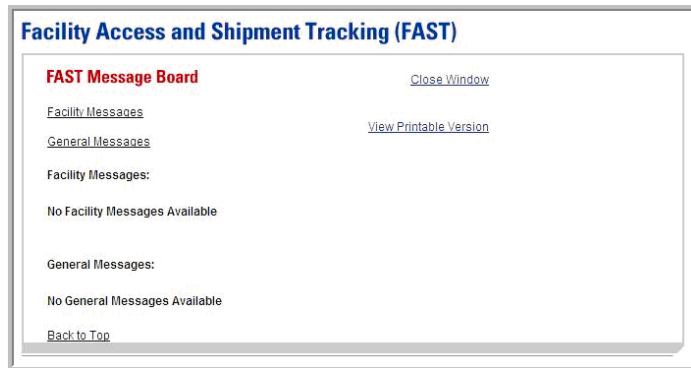 Facility Access and Shipment Tracking (FAST)
FAST Message Board
Close Window
Facility Messages
View Printable Version
General Messages
Facility Messages:
No Facility Messages Available
General Messages:
No General Messages Available
Back to Top